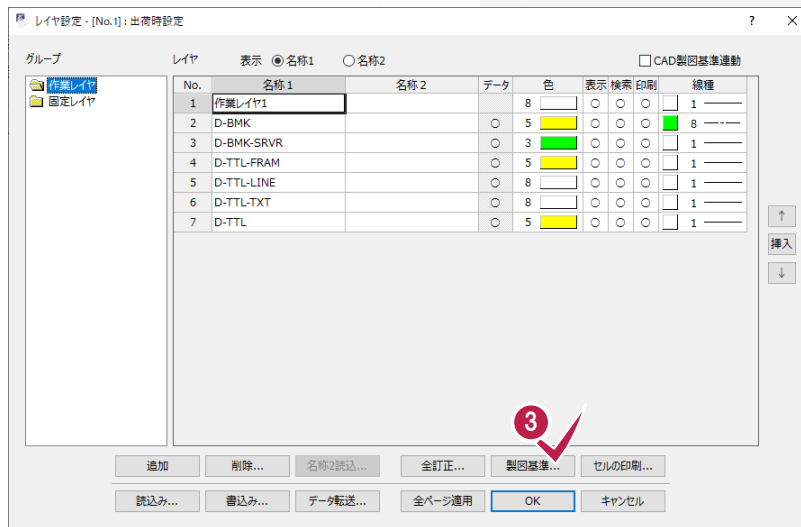 レイヤ設定 - [No.1] : 出荷時設定 ? ×
グループ レイヤ 表示 名称1 名称2 CAD製図基準連動
作業レイヤ
固定レイヤ
No. 名称1 名称2 データ 色 表示 検索 印刷 線種
1 作業レイヤ1 8 ○ ○ ○ 1
2 D-BMK ○ 5 ○ ○ ○ 8
3 D-BMK-SRVR ○ 3 ○ ○ ○ 1
4 D-TTL-FRAM ○ 5 ○ ○ ○ 1
5 D-TTL-LINE ○ 8 ○ ○ ○ 1
6 D-TTL-TXT ○ 8 ○ ○ ○ 1
7 D-TTL ○ 5 ○ ○ ○ 1
↑
挿入
↓
3
追加 削除... 名称2読込... 全訂正... 製図基準... セルの印刷...
読込み... 書込み... データ転送... 全ページ適用 OK キャンセル